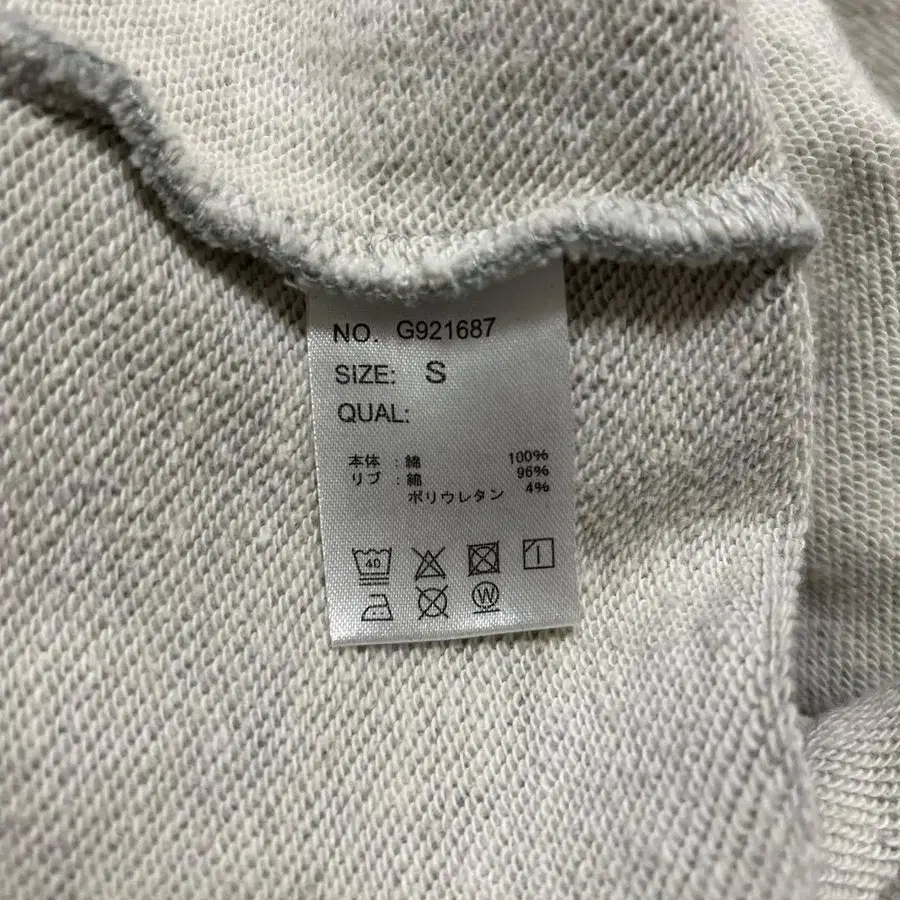 NO. G921687
SIZE: S
QUAL:
本体 : 綿 100%
リブ : 綿 96%
ポリウレタン 4%
40
W